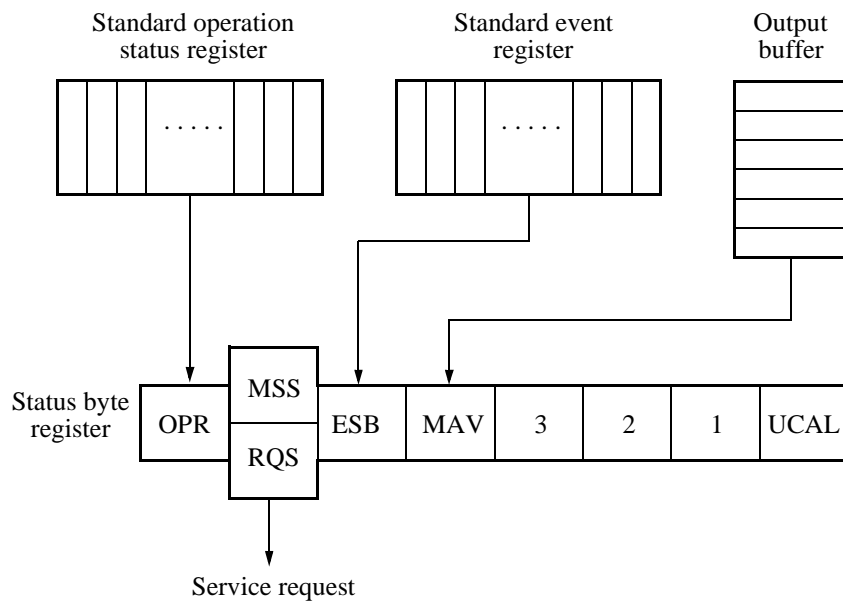 Standard operation
status register
Standard event
register
Output
buffer
. . . . .
. . . . .
Status byte
register
OPR
MSS
RQS
ESB
MAV
3
2
1
UCAL
Service request